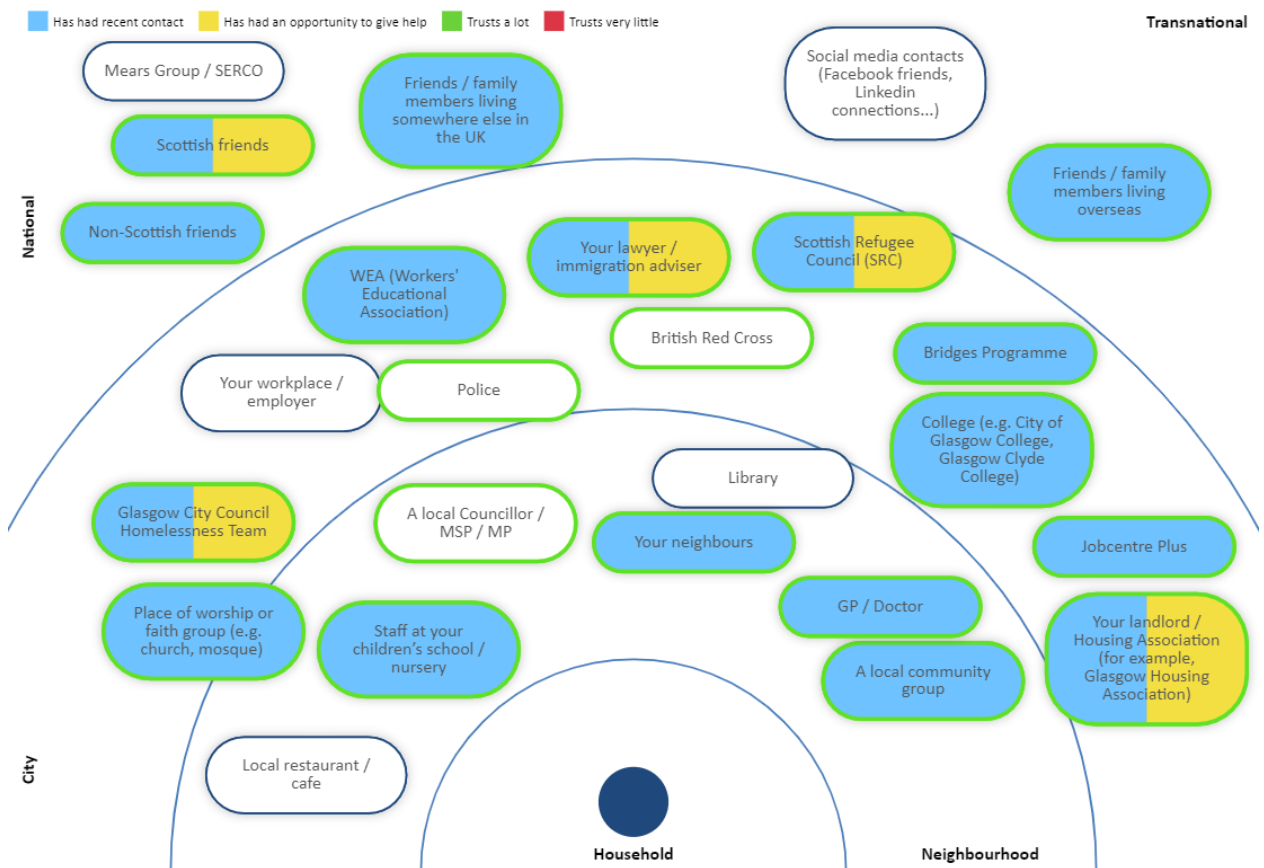 Has had recent contact
Has had an opportunity to give help
Trusts a lot
Trusts very little
Transnational
Mears Group / SERCO
Social media contacts
(Facebook friends,
Linkedin
connections...)
Friends / family
members living
somewhere else in
the UK
Scottish friends
Friends / family
members living
overseas
National
Non-Scottish friends
Your lawyer /
immigration adviser
Scottish Refugee
Council (SRC)
WEA (Workers'
Educational
Association)
British Red Cross
Bridges Programme
Your workplace /
employer
Police
College (e.g. City of
Glasgow College,
Glasgow Clyde
College)
Library
Glasgow City Council
Homelessness Team
A local Councillor /
MSP / MP
Your neighbours
Jobcentre Plus
GP / Doctor
Place of worship or
faith group (e.g.
church, mosque)
Staff at your
children’s school /
nursery
A local community
group
Your landlord /
Housing Association
(for example,
Glasgow Housing
Association)
City
Local restaurant /
cafe
Household
Neighbourhood